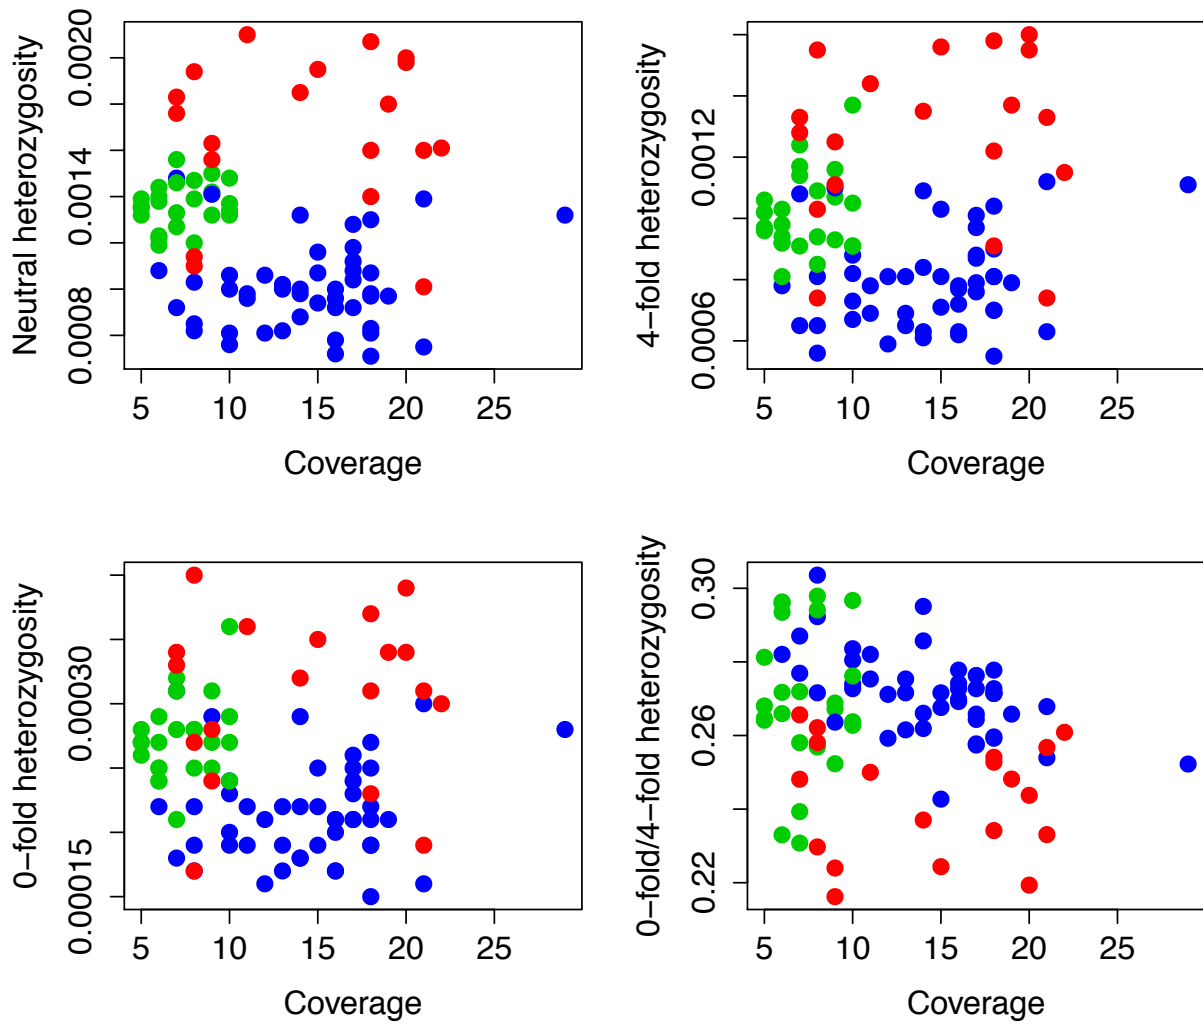 Neutral heterozygosity
0.0020
0.0014
0.0008
5 10 15 20 25
Coverage
4−fold heterozygosity
0.0012
0.0006
5 10 15 20 25
Coverage
0−fold heterozygosity
0.00030
0.00015
5 10 15 20 25
Coverage
0−fold/4−fold heterozygosity
0.30
0.26
0.22
5 10 15 20 25
Coverage